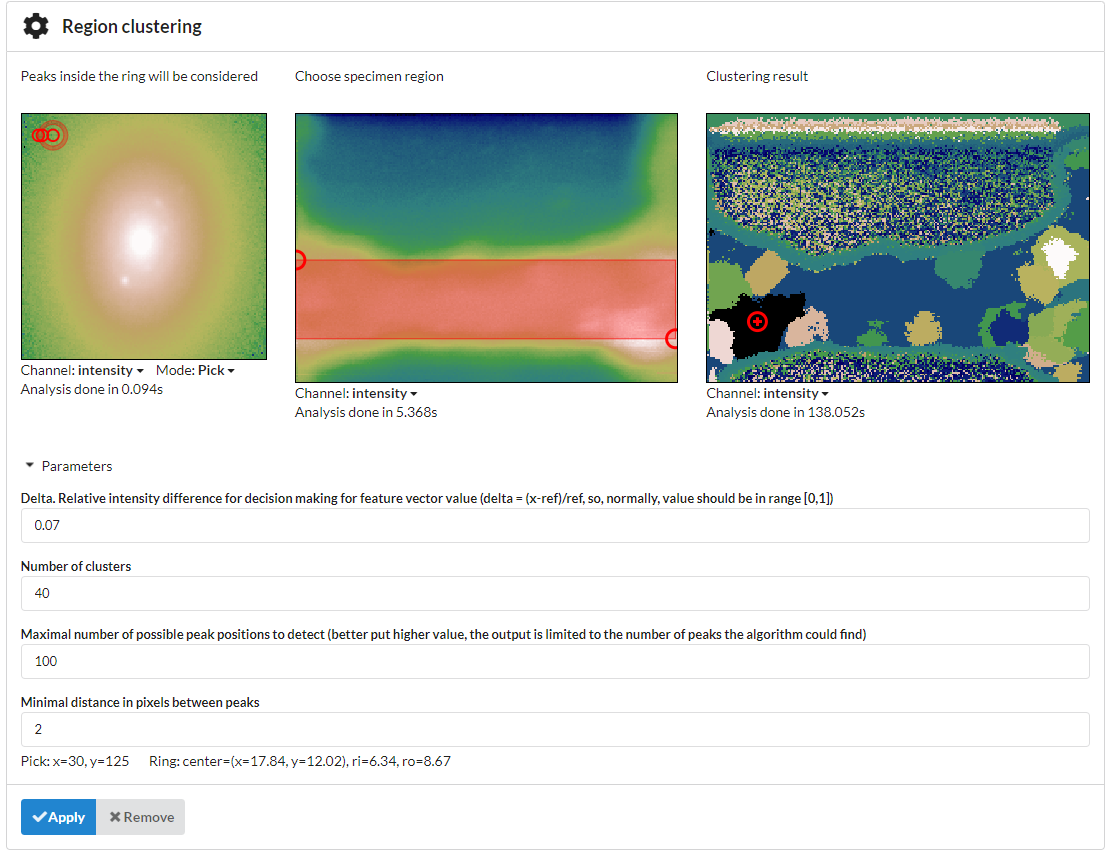 Region clustering
Peaks inside the ring will be considered
Choose specimen region
Clustering result
Channel: intensity Mode: Pick
Analysis done in 0.094s
Channel: intensity
Analysis done in 5.368s
Channel: intensity
Analysis done in 138.052s
Parameters
Delta. Relative intensity difference for decision making for feature vector value (delta = (x-ref)/ref, so, normally, value should be in range [0,1])
0.07
Number of clusters
40
Maximal number of possible peak positions to detect (better put higher value, the output is limited to the number of peaks the algorithm could find)
100
Minimal distance in pixels between peaks
2
Pick: x=30, y=125 Ring: center=(x=17.84, y=12.02), ri=6.34, ro=8.67
Apply Remove